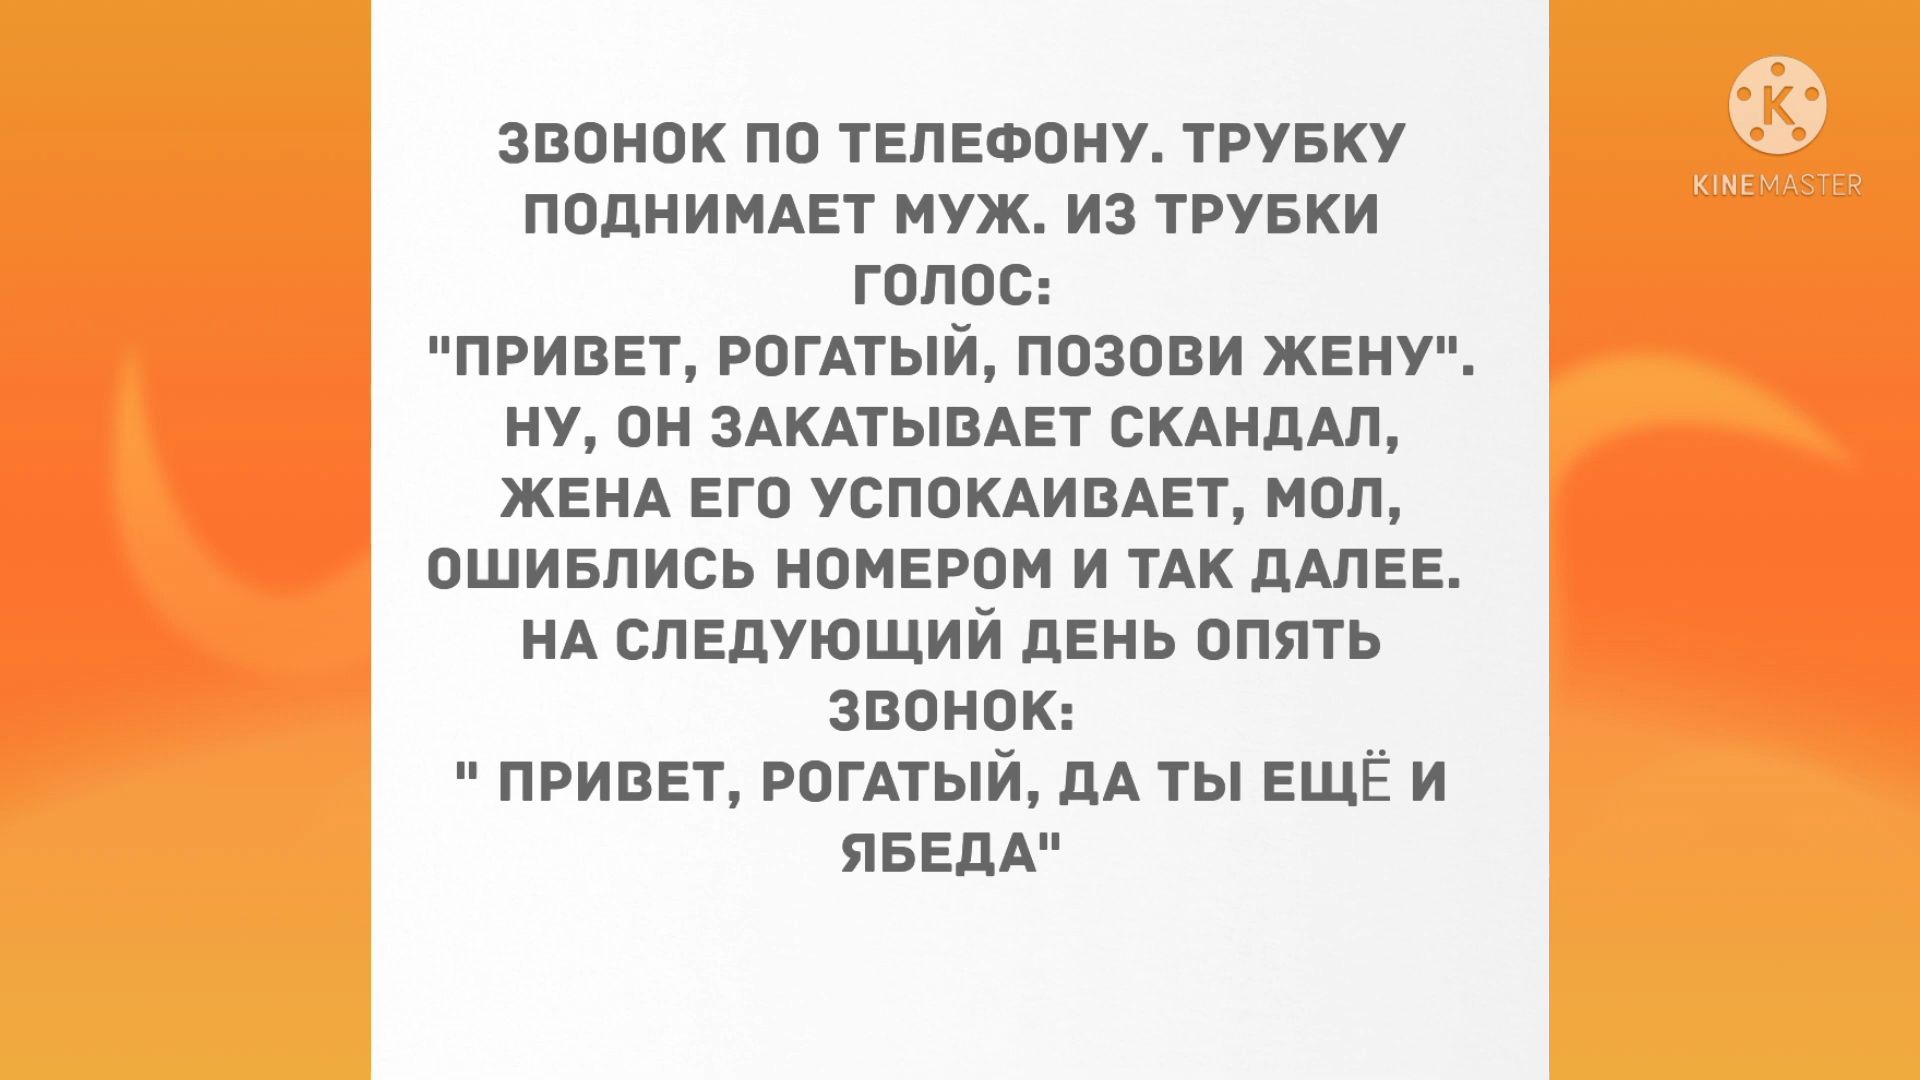 ЗВОНОК ПО ТЕЛЕФОНУ. ТРУБКУ
ПОДНИМАЕТ МУЖ. ИЗ ТРУБКИ
ГОЛОС:
"ПРИВЕТ, РОГАТЫЙ, ПОЗОВИ ЖЕНУ".
НУ, ОН ЗАКАТЫВАЕТ СКАНДАЛ,
ЖЕНА ЕГО УСПОКАИВАЕТ, МОЛ,
ОШИБЛИСЬ НОМЕРОМ И ТАК ДАЛЕЕ.
НА СЛЕДУЮЩИЙ ДЕНЬ ОПЯТЬ
ЗВОНОК:
" ПРИВЕТ, РОГАТЫЙ, ДА ТЫ ЕЩЁ И
ЯБЕДА"
K
KINEMASTER